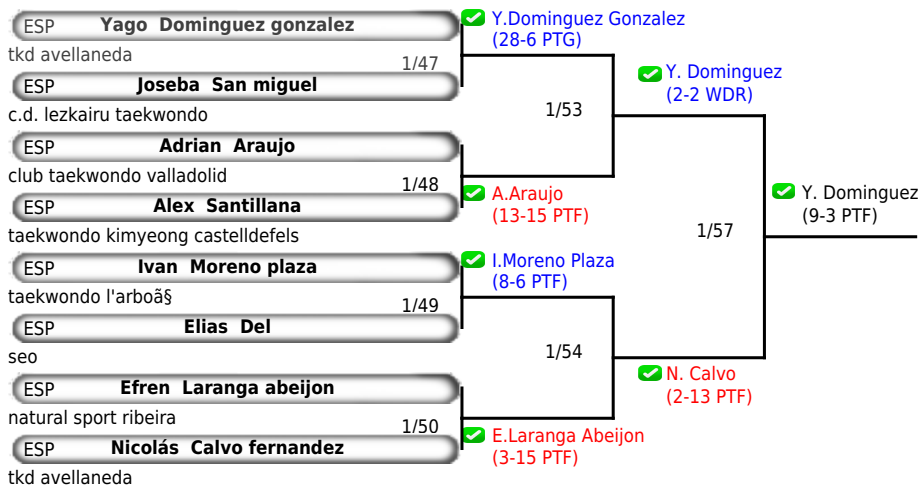 ESP Yago Dominguez gonzalez
tkd avellaneda
1/47
ESP Joseba San miguel
c.d. lezkairu taekwondo
ESP Adrian Araujo
club taekwondo valladolid
1/48
ESP Alex Santillana
taekwondo kimyeong castelldefels
ESP Ivan Moreno plaza
taekwondo l'arboã§
1/49
ESP Elias Del
seo
ESP Efren Laranga abeijon
natural sport ribeira
1/50
ESP Nicolás Calvo fernandez
tkd avellaneda
Y.Dominguez Gonzalez
(28-6 PTG)
1/53
A.Araujo
(13-15 PTF)
I.Moreno Plaza
(8-6 PTF)
1/54
E.Laranga Abeijon
(3-15 PTF)
Y. Dominguez
(2-2 WDR)
1/57
N. Calvo
(2-13 PTF)
Y. Dominguez
(9-3 PTF)